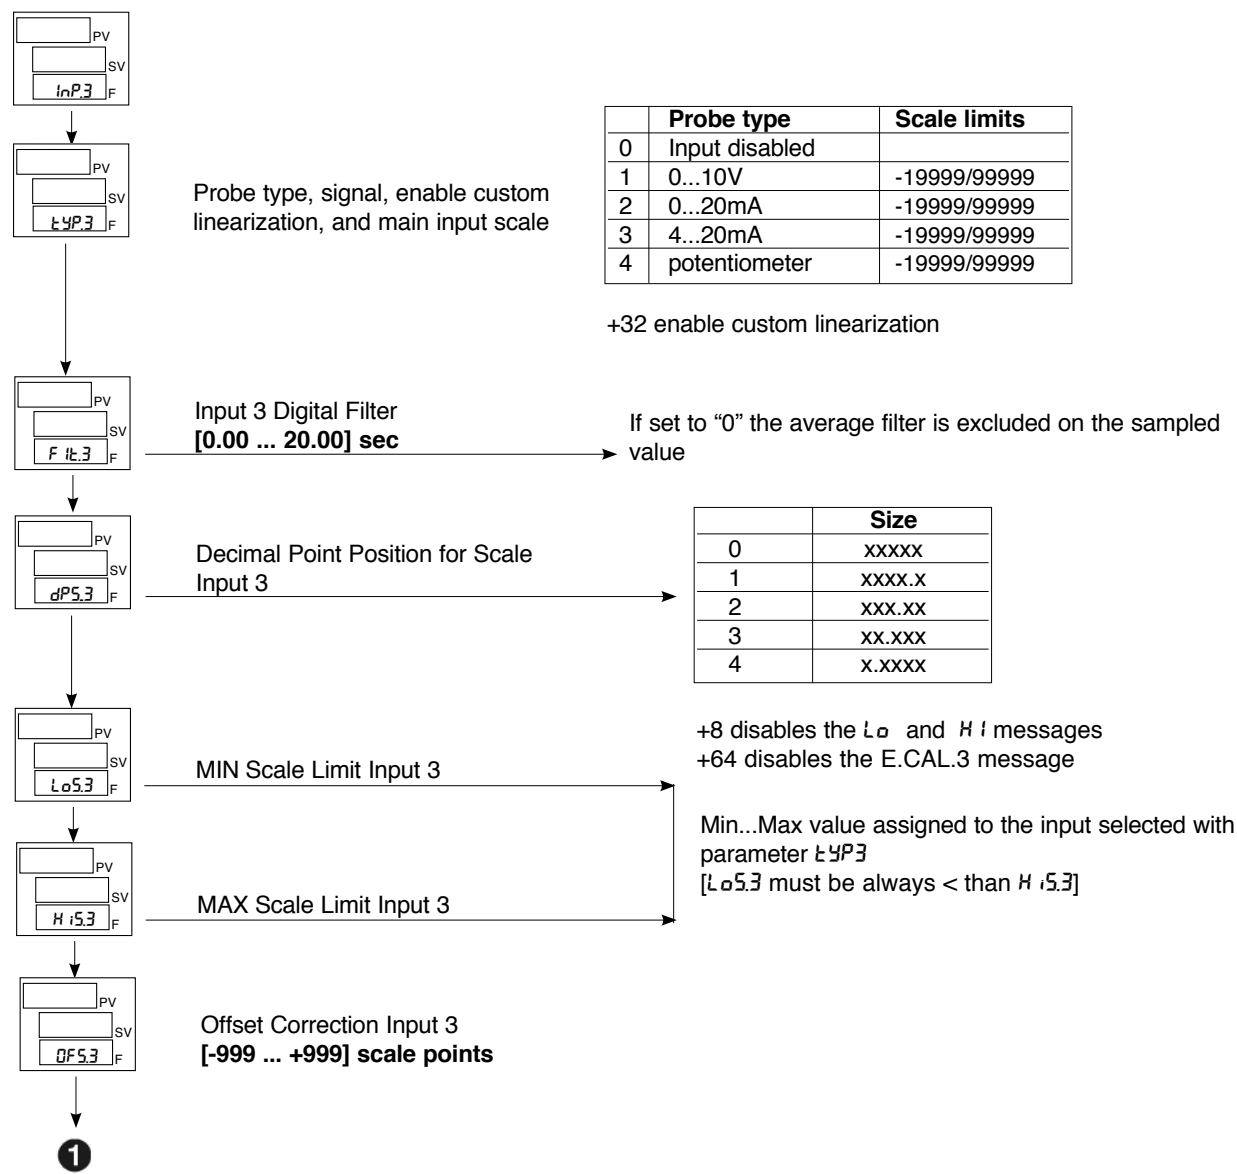 PV
SV
InP.3 F
PV
SV
tYP.3 F
Probe type, signal, enable custom
linearization, and main input scale
Probe type Scale limits
0 Input disabled
1 0...10V -19999/99999
2 0...20mA -19999/99999
3 4...20mA -19999/99999
4 potentiometer -19999/99999
+32 enable custom linearization
PV
SV
FIt.3 F
Input 3 Digital Filter
[0.00 ... 20.00] sec
If set to “0” the average filter is excluded on the sampled
value
PV
SV
dPS.3 F
Decimal Point Position for Scale
Input 3
Size
0 xxxxx
1 xxxx.x
2 xxx.xx
3 xx.xxx
4 x.xxxx
+8 disables the Lo and HI messages
+64 disables the E.CAL.3 message
PV
SV
LoS.3 F
MIN Scale Limit Input 3
Min...Max value assigned to the input selected with
parameter tYP3
[LoS.3 must be always < than HiS.3]
PV
SV
HiS.3 F
MAX Scale Limit Input 3
PV
SV
OFS.3 F
Offset Correction Input 3
[-999 ... +999] scale points
1